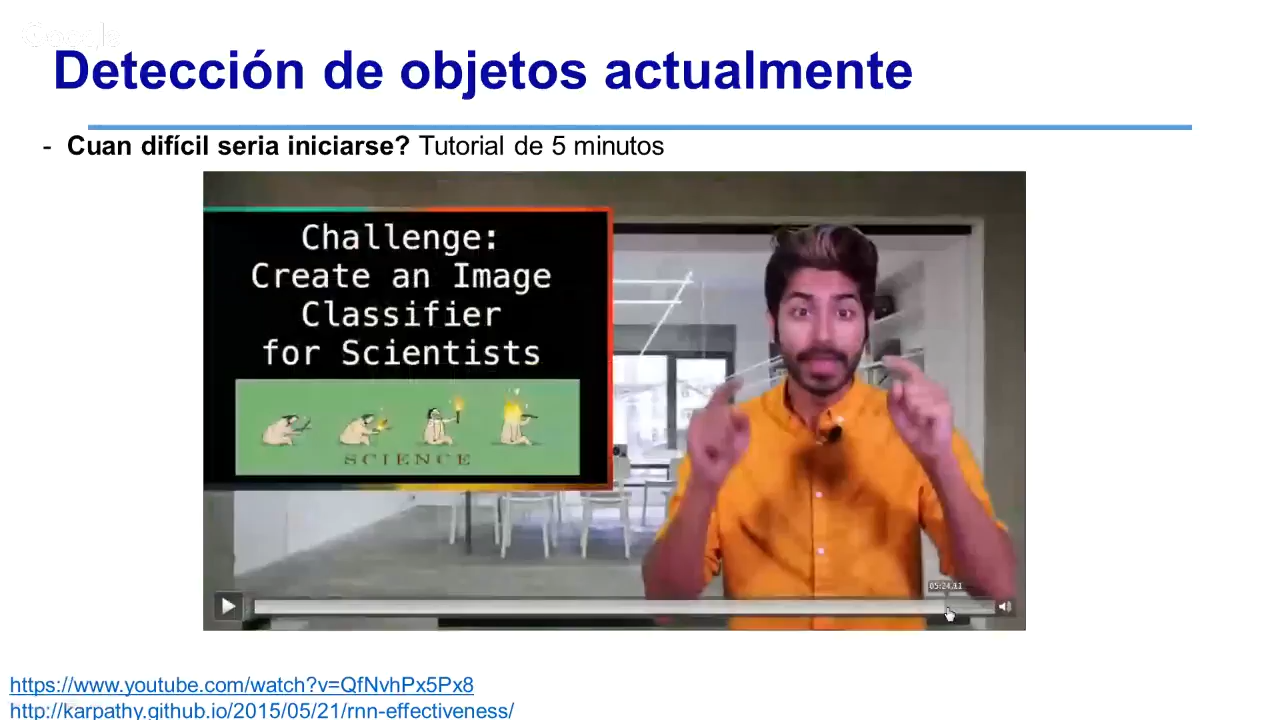 Google
Detección de objetos actualmente
- Cuan difícil seria iniciarse? Tutorial de 5 minutos
Challenge:
Create an Image
Classifier
for Scientists
SCIENCE
https://www.youtube.com/watch?v=QfNvhPx5Px8
http://karpathy.github.io/2015/05/21/rnn-effectiveness/